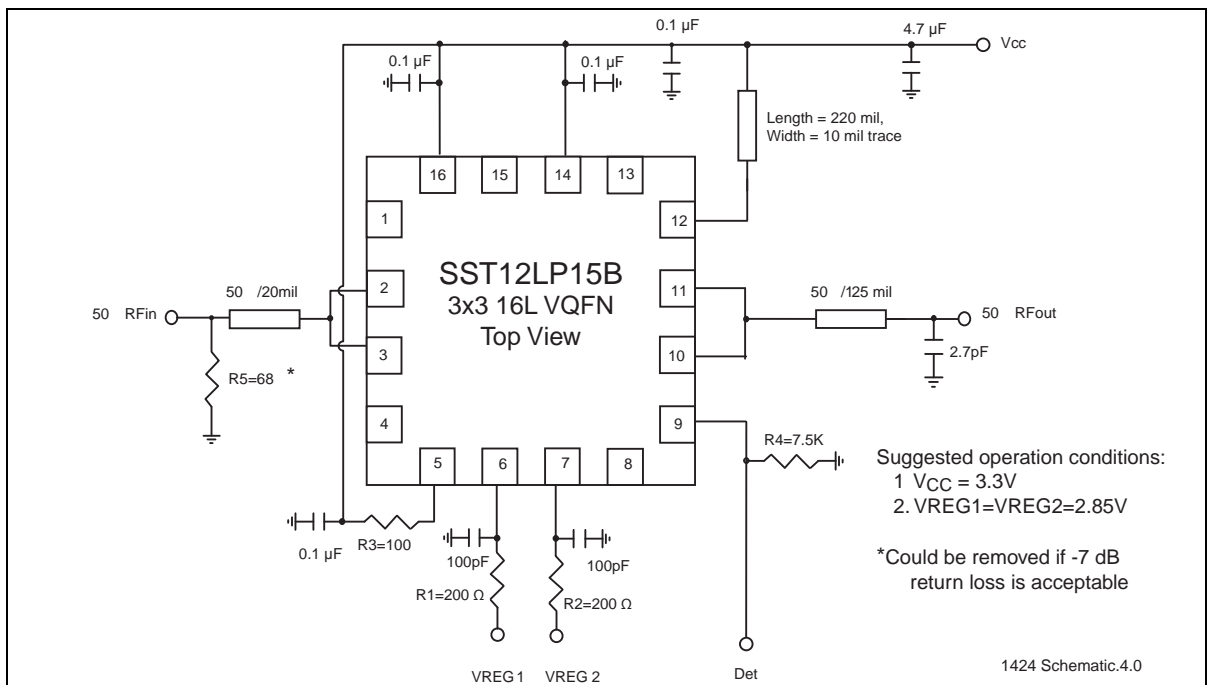 0.1 µF
4.7 µF
Vcc
0.1 µF
0.1 µF
Length = 220 mil,
Width = 10 mil trace
16
15
14
13
1
12
SST12LP15B
3x3 16L VQFN
Top View
2
11
50 /20mil
50 /125 mil
50 RFin
50 RFout
3
10
2.7pF
R5=68 *
4
9
R4=7.5K
5
6
7
8
Suggested operation conditions:
1 VCC = 3.3V
2. VREG1=VREG2=2.85V
0.1 µF
R3=100
100pF
100pF
*Could be removed if -7 dB
return loss is acceptable
R1=200 Ω
R2=200 Ω
VREG 1
VREG 2
Det
1424 Schematic.4.0